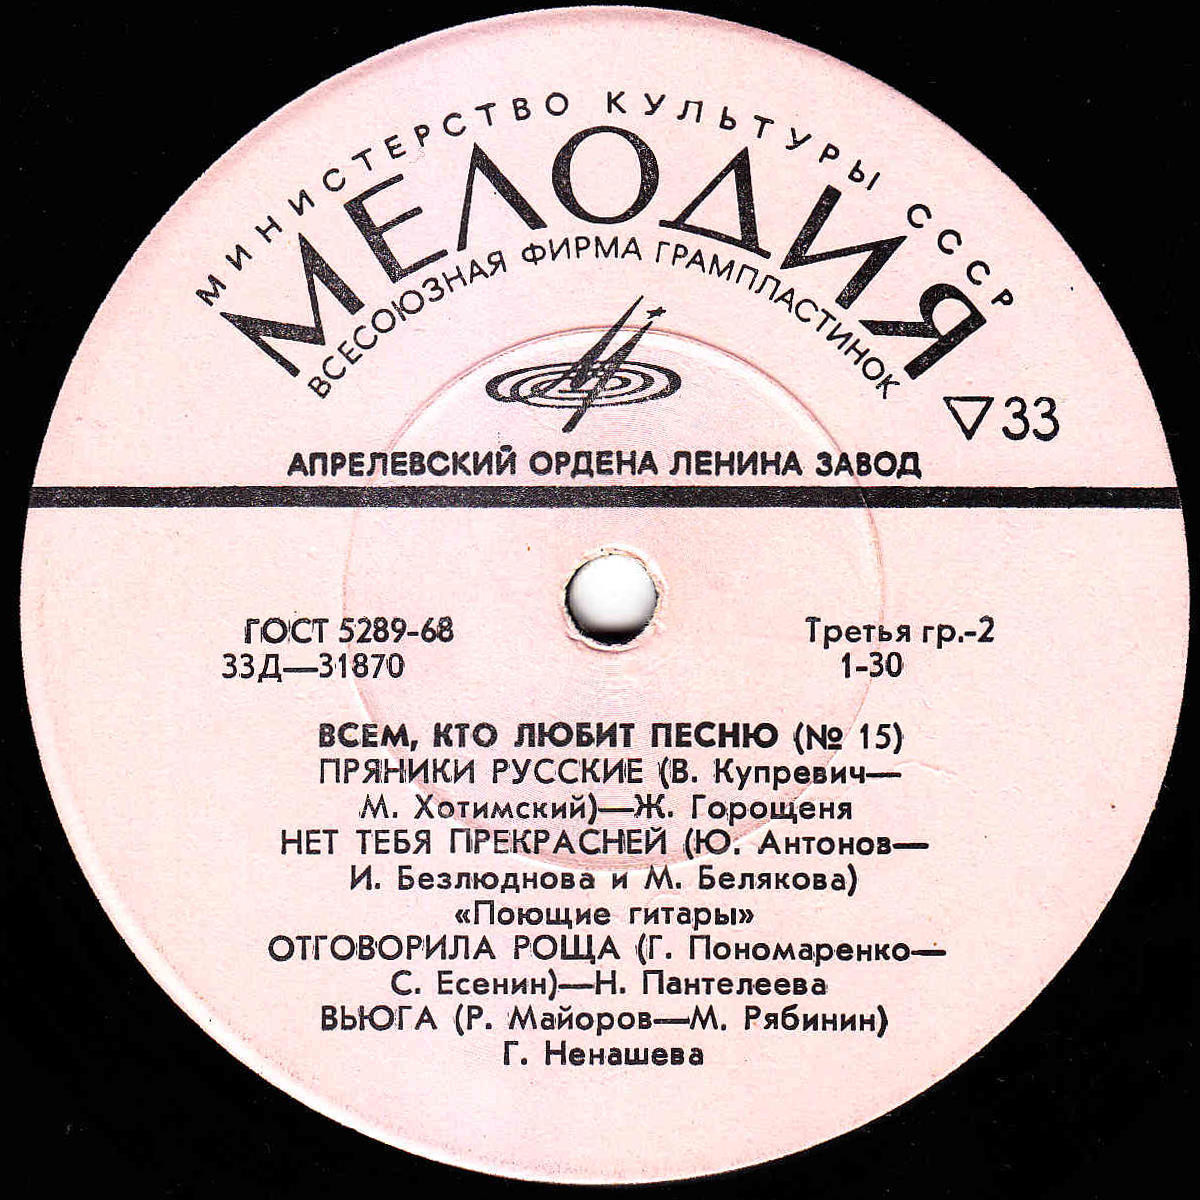 МИНИСТЕРСТВО КУЛЬТУРЫ СССР
МЕЛОДИЯ
ВСЕСОЮЗНАЯ ФИРМА ГРАМПЛАСТИНОК
▽33
АПРЕЛЕВСКИЙ ОРДЕНА ЛЕНИНА ЗАВОД
ГОСТ 5289-68
Третья гр.-2
33Д—31870
1-30
ВСЕМ, КТО ЛЮБИТ ПЕСНЮ (№ 15)
ПРЯНИКИ РУССКИЕ (В. Купревич—
М. Хотимский)—Ж. Горощеня
НЕТ ТЕБЯ ПРЕКРАСНЕЙ (Ю. Антонов—
И. Безлюднова и М. Белякова)
«Поющие гитары»
ОТГОВОРИЛА РОЩА (Г. Пономаренко—
С. Есенин)—Н. Пантелеева
ВЬЮГА (Р. Майоров—М. Рябинин)
Г. Ненашева